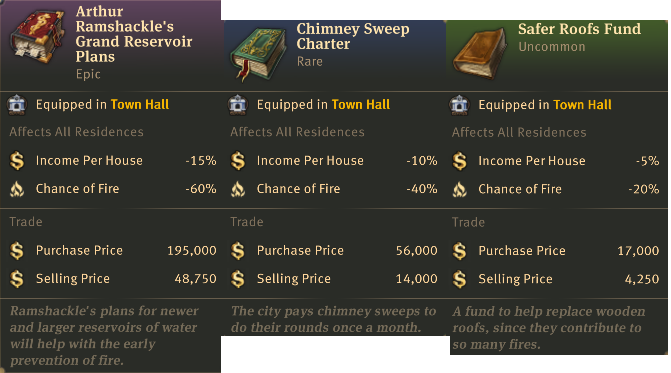 Arthur
Ramshackle's
Grand Reservoir
Plans
Epic
Equipped in Town Hall
Affects All Residences
Income Per House -15%
Chance of Fire -60%
Trade
Purchase Price 195,000
Selling Price 48,750
Ramshackle's plans for newer
and larger reservoirs of water
will help with the early
prevention of fire.
Chimney Sweep
Charter
Rare
Equipped in Town Hall
Affects All Residences
Income Per House -10%
Chance of Fire -40%
Trade
Purchase Price 56,000
Selling Price 14,000
The city pays chimney sweeps to
do their rounds once a month.
Safer Roofs Fund
Uncommon
Equipped in Town Hall
Affects All Residences
Income Per House -5%
Chance of Fire -20%
Trade
Purchase Price 17,000
Selling Price 4,250
A fund to help replace wooden
roofs, since they contribute to
so many fires.